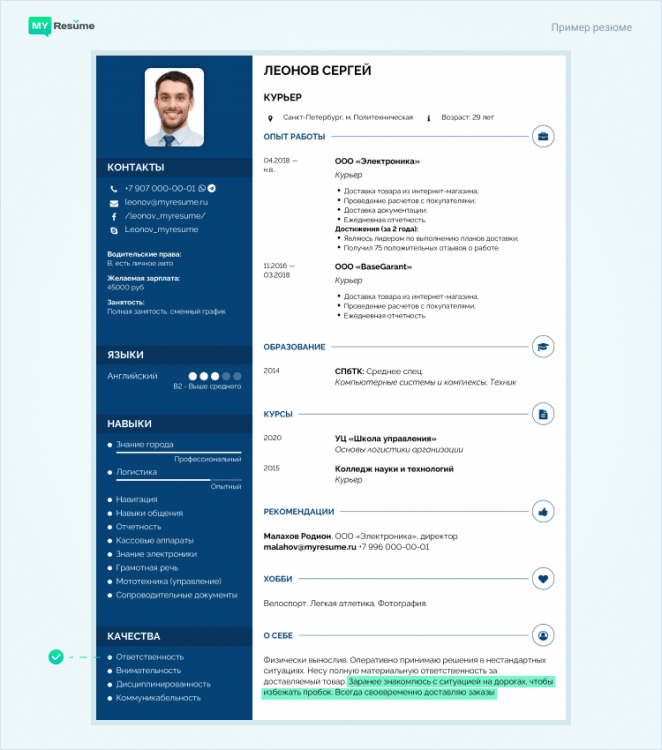 MY Resume
Пример резюме
КОНТАКТЫ
+7 907 000-00-01
leonov@myresume.ru
/leonov_myresume/
Leonov_myresume
Водительские права:
B, есть личное авто
Желаемая зарплата:
45000 руб
Занятость:
Полная занятость, сменный график
ЯЗЫКИ
Английский
B2 - Выше среднего
НАВЫКИ
Знание города
Профессиональный
Логистика
Опытный
Навигация
Навыки общения
Отчетность
Кассовые аппараты
Знание электроники
Грамотная речь
Мототехника (управление)
Сопроводительные документы
КАЧЕСТВА
Ответственность
Внимательность
Дисциплинированность
Коммуникабельность
ЛЕОНОВ СЕРГЕЙ
КУРЬЕР
Санкт-Петербург, м. Политехническая Возраст: 29 лет
ОПЫТ РАБОТЫ
04.2018 — ООО «Электроника»
н.в.
Курьер
Доставка товара из интернет-магазина;
Проведение расчетов с покупателями;
Доставка документации;
Ежедневная отчетность.
Достижения (за 2 года):
Являюсь лидером по выполнению планов доставки;
Получил 75 положительных отзывов о работе.
11.2016 — ООО «BaseGarant»
03.2018
Курьер
Доставка товара из интернет-магазина;
Проведение расчетов с покупателями;
Ежедневная отчетность.
ОБРАЗОВАНИЕ
2014 СПбТК: Среднее спец.
Компьютерные системы и комплексы, Техник
КУРСЫ
2020 УЦ «Школа управления»
Основы логистики организации
2015 Колледж науки и технологий
Курьер
РЕКОМЕНДАЦИИ
Малахов Родион, ООО «Электроника», директор
malahov@myresume.ru +7 996 000-00-01
ХОББИ
Велоспорт. Легкая атлетика. Фотография.
О СЕБЕ
Физически вынослив. Оперативно принимаю решения в нестандартных
ситуациях. Несу полную материальную ответственность за
доставляемый товар. Заранее знакомлюсь с ситуацией на дорогах, чтобы
избежать пробок. Всегда своевременно доставляю заказы